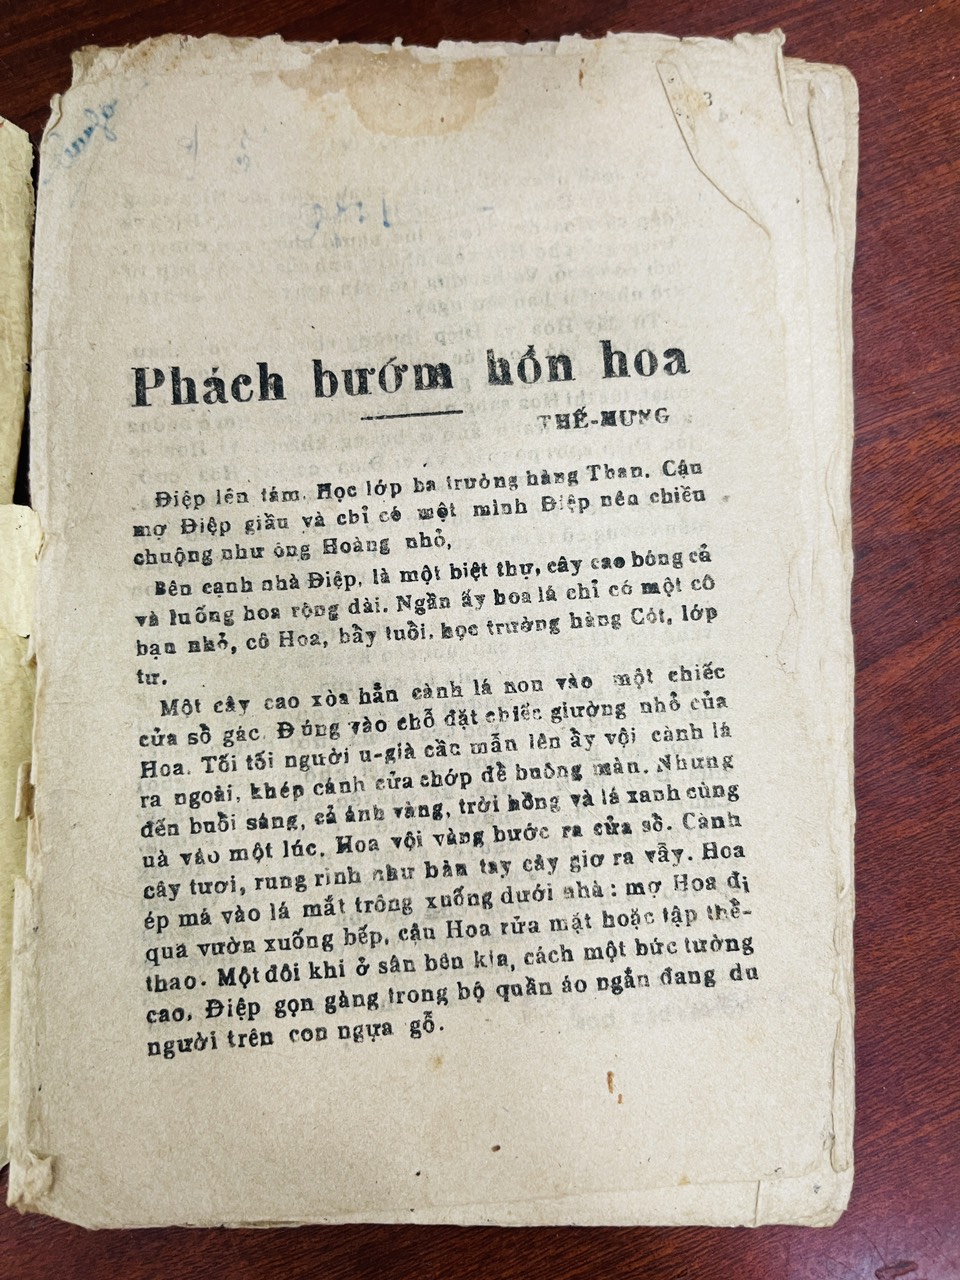 3
Phách bướm hồn hoa
THẾ-HƯNG
Điệp lên tám. Học lớp ba trường hàng Than. Cậu
mợ Điệp giầu và chỉ có một mình Điệp nên chiều
chuộng như ông Hoàng nhỏ,
Bên cạnh nhà Điệp, là một biệt thự, cây cao bóng cả
và luống hoa rộng dài. Ngần ấy hoa lá chỉ có một cô
bạn nhỏ, cô Hoa, bầy tuổi, học trường hàng Cót, lớp
tư.
Một cây cao xòa hẳn cành lá non vào một chiếc
cửa sổ gác. Đúng vào chỗ đặt chiếc giường nhỏ của
Hoa. Tối tối người u-già cầc mẫn lên ẩy vội cành lá
ra ngoài, khép cánh cửa chớp để buông màn. Nhưng
đến buổi sáng, cả ánh vàng, trời hồng và lá xanh cùng
uà vào một lúc. Hoa vội vàng bước ra cửa sổ. Cành
cây tươi, rung rinh như bàn tay cây giơ ra vẫy. Hoa
ép má vào lá mắt trông xuống dưới nhà : mợ Hoa đi
qua vườn xuống bếp, cậu Hoa rửa mặt hoặc tập thể-
thao. Một đôi khi ở sân bên kia, cách một bức tường
cao, Điệp gọn gàng trong bộ quần áo ngắn đang du
người trên con ngựa gỗ.